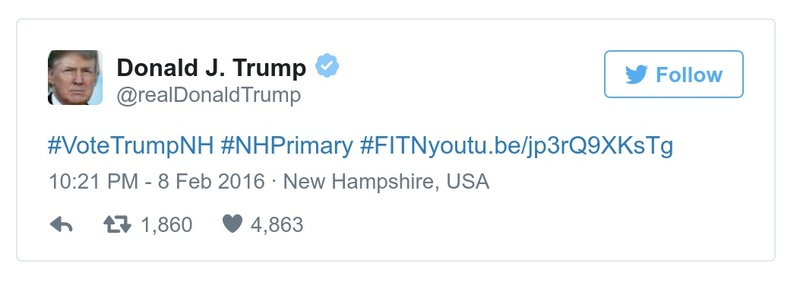 Donald J. Trump
@realDonaldTrump
Follow
#VoteTrumpNH #NHPrimary #FITNyoutu.be/jp3rQ9XKsTg
10:21 PM - 8 Feb 2016 · New Hampshire, USA
1,860 4,863